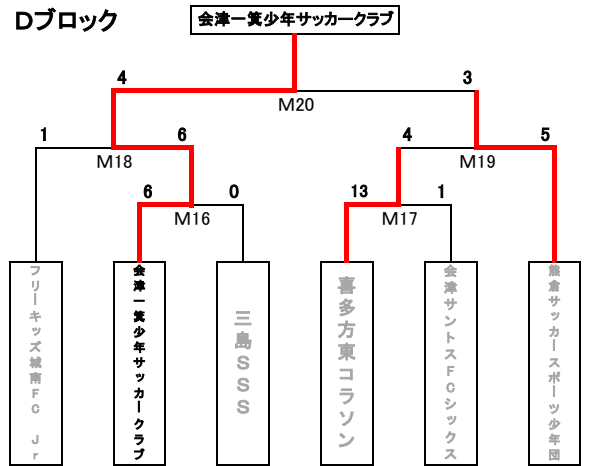 Dブロック
会津一箕少年サッカークラブ
4
3
M20
1
6
4
5
M18
M19
6
0
13
1
M16
M17
フリーキッズ城南FC Jr
会津一箕少年サッカークラブ
三島SSS
喜多方東コラソン
会津サントスFCシックス
熊倉サッカースポーツ少年団